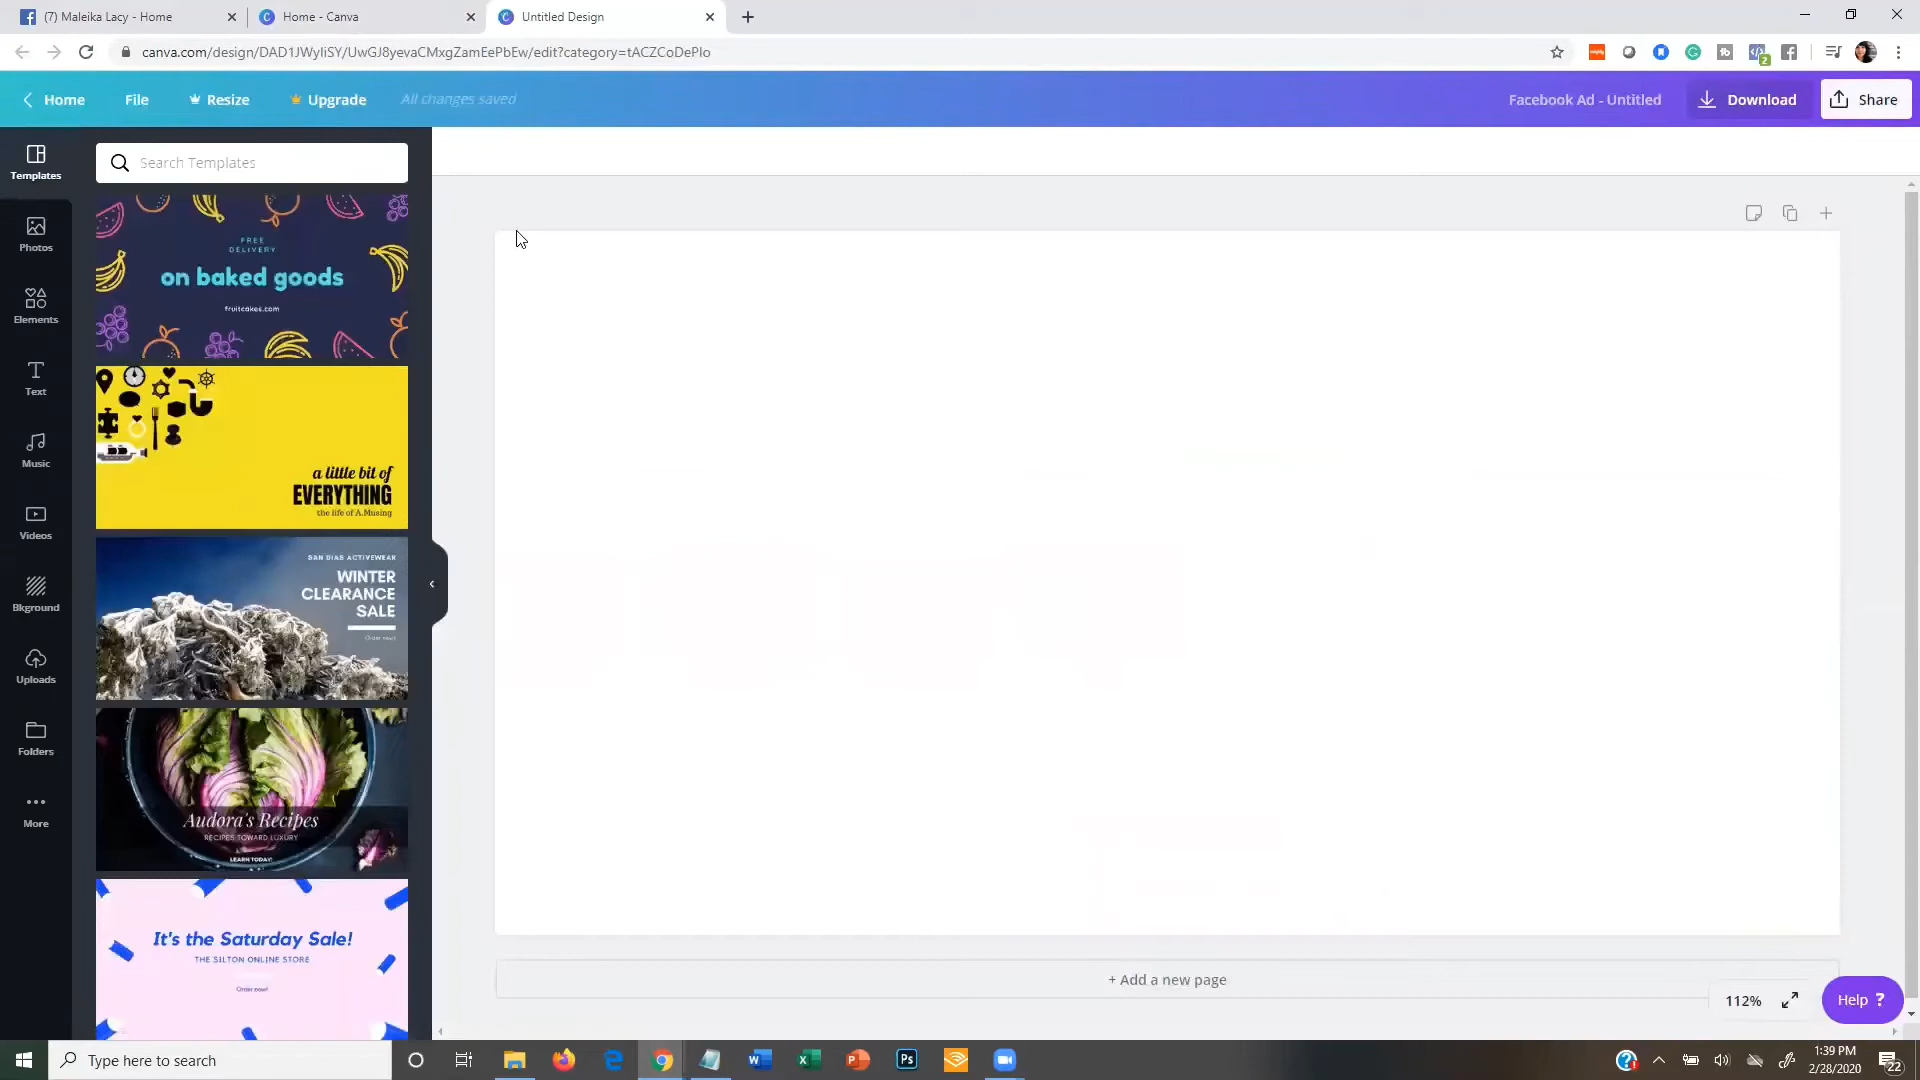 (7) Maleika Lacy - Home
Home - Canva
Untitled Design
canva.com/design/DAD1JWyIiSY/UwGJ8yevaCMxgZamEePbEw/edit?category=tACZCoDePIo
2
Home
File
Resize
Upgrade
All changes saved
Facebook Ad - Untitled
Download
Share
Templates
Photos
Elements
Text
Music
Videos
Bkground
Uploads
Folders
More
Search Templates
FREE
DELIVERY
on baked goods
fruitcakes.com
a little bit of
EVERYTHING
the life of A.Musing
SAN DIAS ACTIVEWEAR
WINTER
CLEARANCE
SALE
Order now!
Audora's Recipes
RECIPES TOWARD LUXURY
LEARN TODAY!
It's the Saturday Sale!
THE SILTON ONLINE STORE
Order now!
+ Add a new page
112%
Help ?
Type here to search
1:39 PM
2/28/2020
22